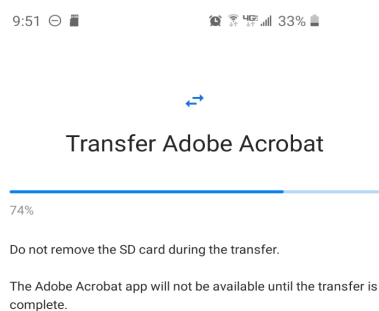 9:51 4GE 33%
Transfer Adobe Acrobat
74%
Do not remove the SD card during the transfer.
The Adobe Acrobat app will not be available until the transfer is
complete.